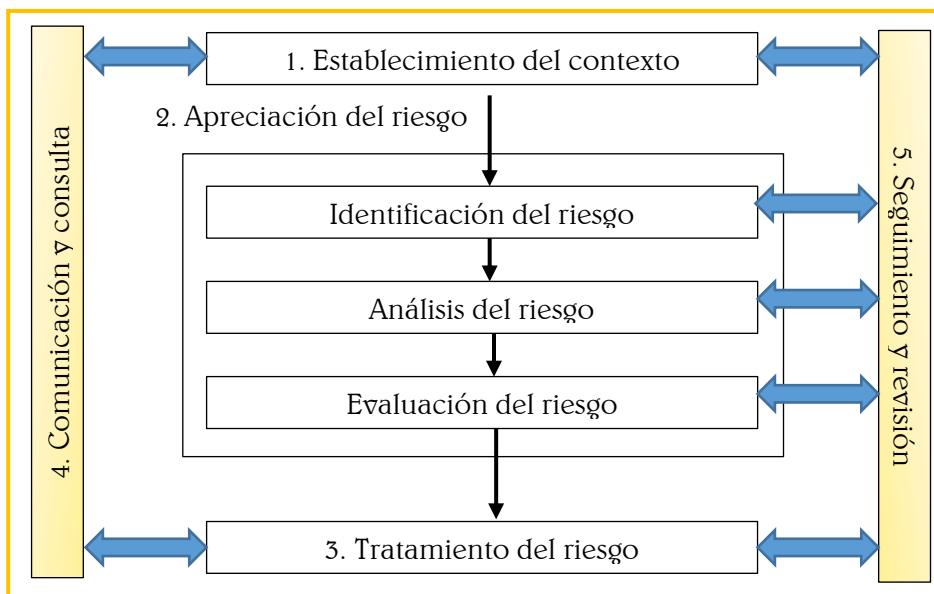 1. Establecimiento del contexto
2. Apreciación del riesgo
Identificación del riesgo
Análisis del riesgo
Evaluación del riesgo
3. Tratamiento del riesgo
4. Comunicación y consulta
5. Seguimiento y revisión